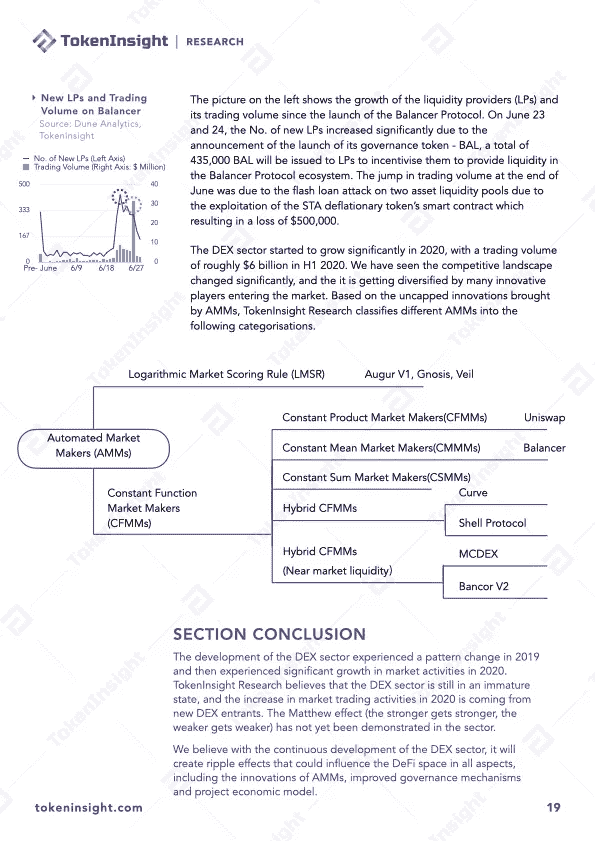 TokenInsight | RESEARCH
New LPs and Trading
Volume on Balancer
Source: Dune Analytics,
TokenInsight
No. of New LPs (Left Axis)
Trading Volume (Right Axis: $ Million)
500
333
167
0
40
30
20
10
0
Pre- June 6/9 6/18 6/27
The picture on the left shows the growth of the liquidity providers (LPs) and
its trading volume since the launch of the Balancer Protocol. On June 23
and 24, the No. of new LPs increased significantly due to the
announcement of the launch of its governance token - BAL, a total of
435,000 BAL will be issued to LPs to incentivise them to provide liquidity in
the Balancer Protocol ecosystem. The jump in trading volume at the end of
June was due to the flash loan attack on two asset liquidity pools due to
the exploitation of the STA deflationary token's smart contract which
resulting in a loss of $500,000.
The DEX sector started to grow significantly in 2020, with a trading volume
of roughly $6 billion in H1 2020. We have seen the competitive landscape
changed significantly, and the it is getting diversified by many innovative
players entering the market. Based on the uncapped innovations brought
by AMMs, TokenInsight Research classifies different AMMs into the
following categorisations.
Logarithmic Market Scoring Rule (LMSR) Augur V1, Gnosis, Veil
Automated Market
Makers (AMMs)
Constant Function
Market Makers
(CFMMs)
Constant Product Market Makers(CFMMs) Uniswap
Constant Mean Market Makers(CMMMs) Balancer
Constant Sum Market Makers(CSMMs)
Hybrid CFMMs
Curve
Shell Protocol
Hybrid CFMMs
(Near market liquidity)
MCDEX
Bancor V2
SECTION CONCLUSION
The development of the DEX sector experienced a pattern change in 2019
and then experienced significant growth in market activities in 2020.
TokenInsight Research believes that the DEX sector is still in an immature
state, and the increase in market trading activities in 2020 is coming from
new DEX entrants. The Matthew effect (the stronger gets stronger, the
weaker gets weaker) has not yet been demonstrated in the sector.
We believe with the continuous development of the DEX sector, it will
create ripple effects that could influence the DeFi space in all aspects,
including the innovations of AMMs, improved governance mechanisms
and project economic model.
tokeninsight.com 19